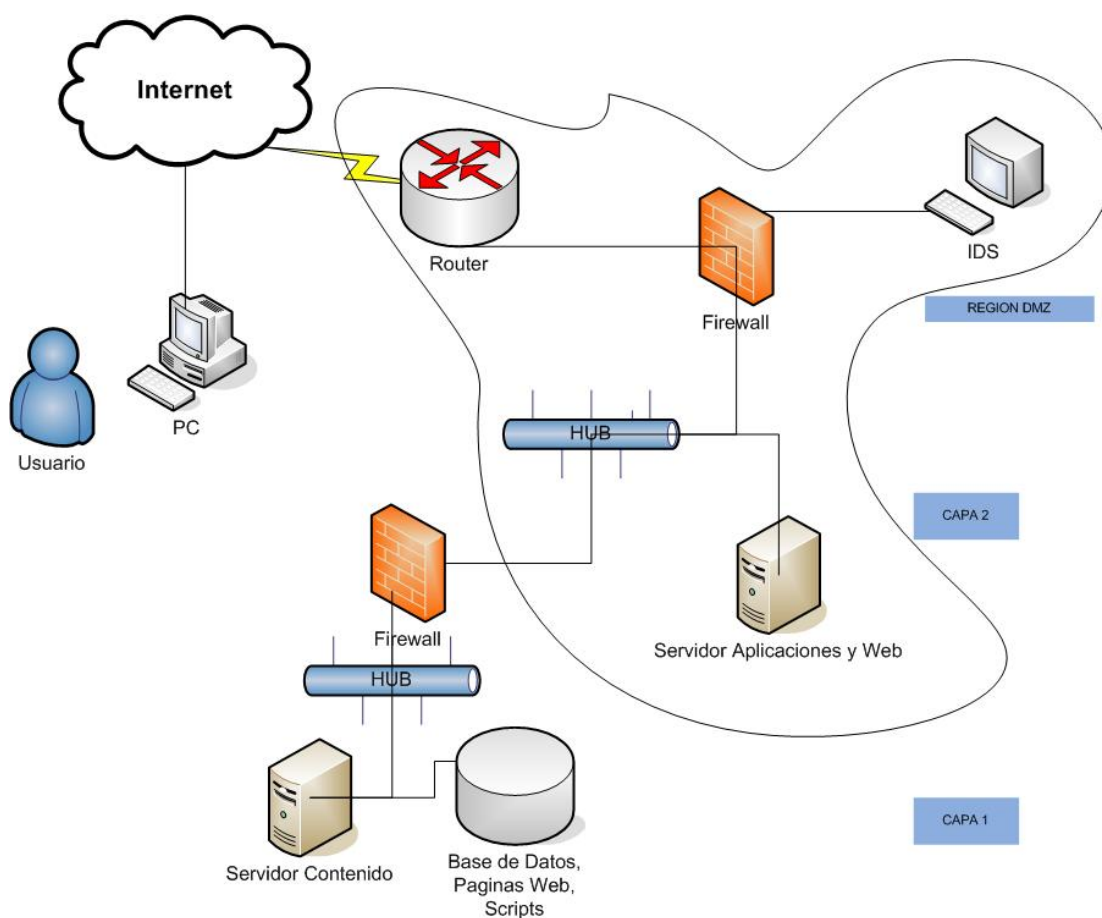 Internet
Router
IDS
REGION DMZ
Firewall
PC
Usuario
HUB
CAPA 2
Firewall
Servidor Aplicaciones y Web
HUB
CAPA 1
Servidor Contenido
Base de Datos,
Paginas Web,
Scripts